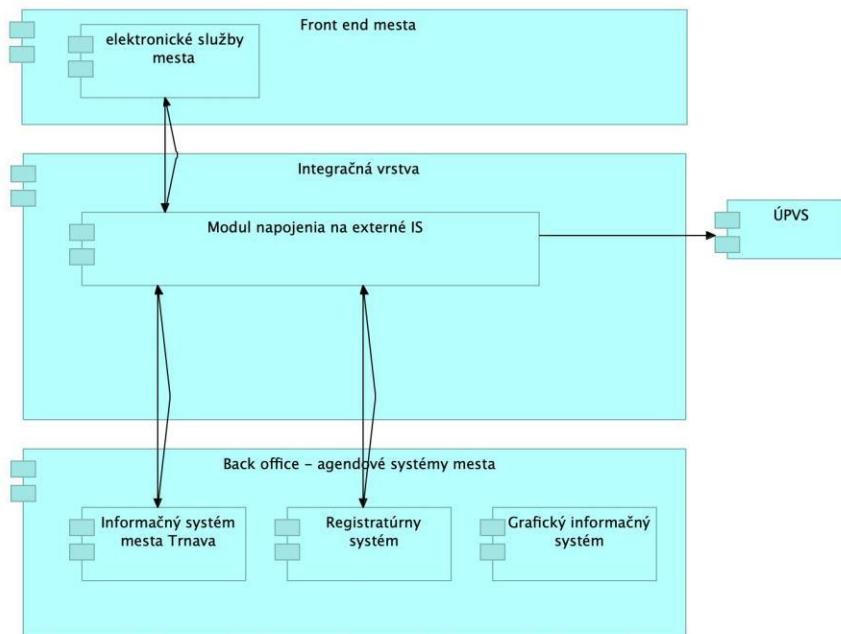 Front end mesta
elektronické služby
mesta
Integračná vrstva
Modul napojenia na externé IS
ÚPVS
Back office – agendové systémy mesta
Informačný systém
mesta Trnava
Registratúrny
systém
Grafický informačný
systém